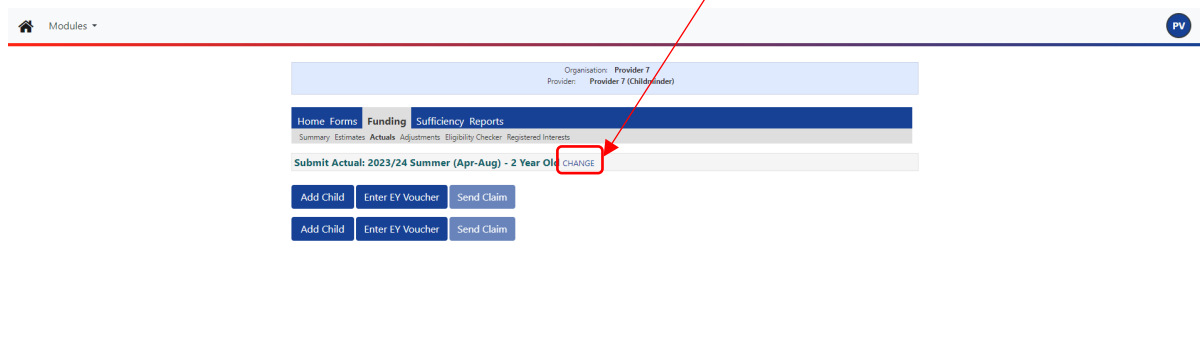 Modules
PV
Organisation: Provider 7
Provider: Provider 7 (Childminder)
Home Forms Funding Sufficiency Reports
Summary Estimates Actuals Adjustments Eligibility Checker Registered Interests
Submit Actual: 2023/24 Summer (Apr-Aug) - 2 Year Old CHANGE
Add Child Enter EY Voucher Send Claim
Add Child Enter EY Voucher Send Claim